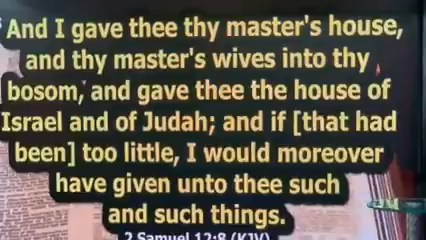 And I gave thee thy master's house,
and thy master's wives into thy
bosom, and gave thee the house of
Israel and of Judah; and if [that had
been] too little, I would moreover
have given unto thee such
and such things.
2 Samuel 12:8 (KJV)